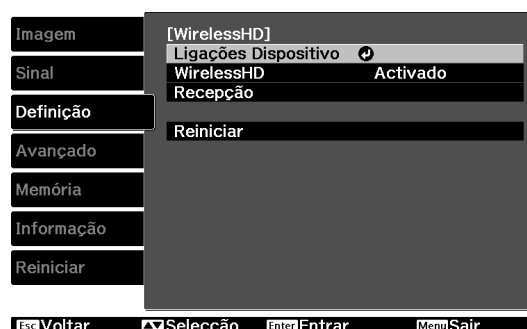 Imagem
Sinal
Definição
Avançado
Memória
Informação
Reiniciar
[WirelessHD]
Ligações Dispositivo
WirelessHD Activado
Recepção
Reiniciar
Esc Voltar Selecção Enter Entrar Menu Sair